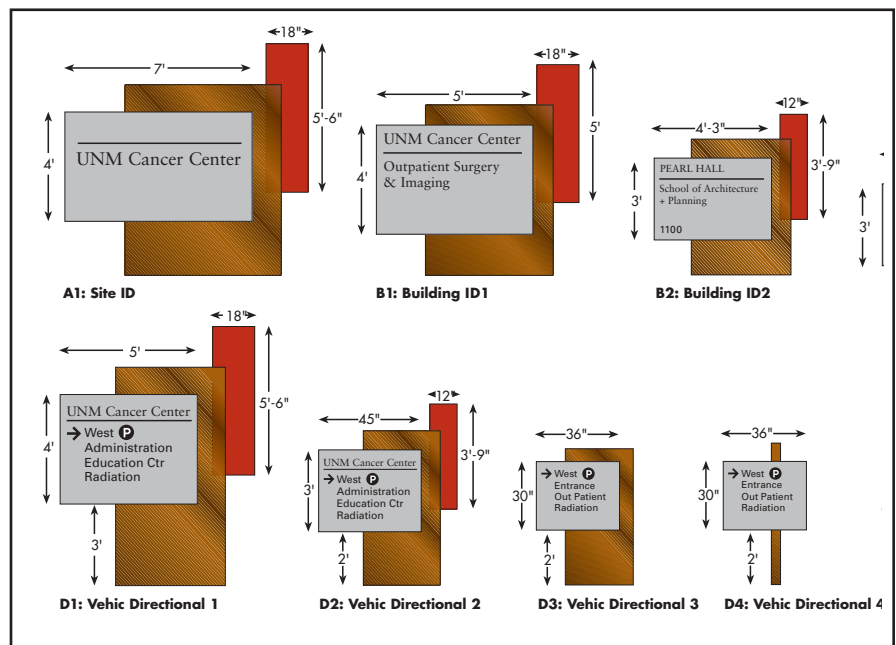 18"
7'
5'-6"
4'
UNM Cancer Center
A1: Site ID
18"
5'
5'
4'
UNM Cancer Center
Outpatient Surgery
& Imaging
B1: Building ID1
12"
4'-3"
3'-9"
3'
PEARL HALL
School of Architecture
+ Planning
1100
B2: Building ID2
3'
18"
5'
5'-6"
4'
UNM Cancer Center
→ West P
Administration
Education Ctr
Radiation
3'
D1: Vehic Directional 1
12"
45"
3'-9"
3'
UNM Cancer Center
→ West P
Administration
Education Ctr
Radiation
2'
D2: Vehic Directional 2
36"
30"
→ West P
Entrance
Out Patient
Radiation
2'
D3: Vehic Directional 3
36"
30"
→ West P
Entrance
Out Patient
Radiation
2'
D4: Vehic Directional 4